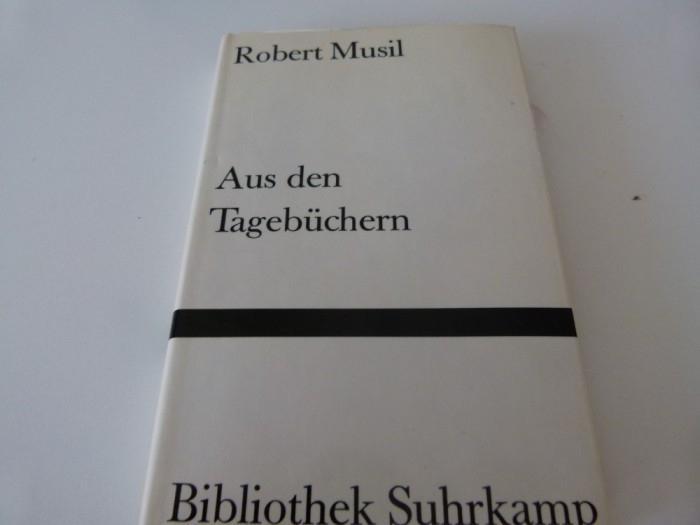 Robert Musil
Aus den
Tagebüchern
Bibliothek Suhrkamp